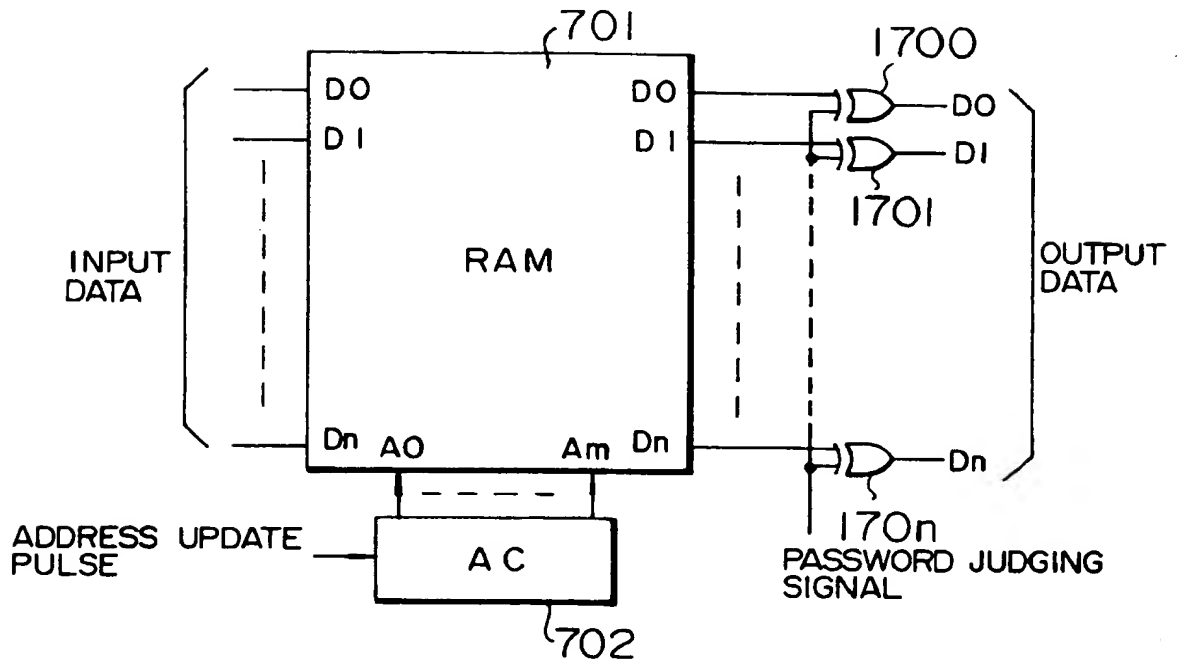 701
1700
D0
D0
D0
D1
D1
D1
1701
INPUT
DATA
RAM
OUTPUT
DATA
Dn
A0
Am
Dn
Dn
170n
ADDRESS UPDATE
PULSE
AC
PASSWORD JUDGING
SIGNAL
702